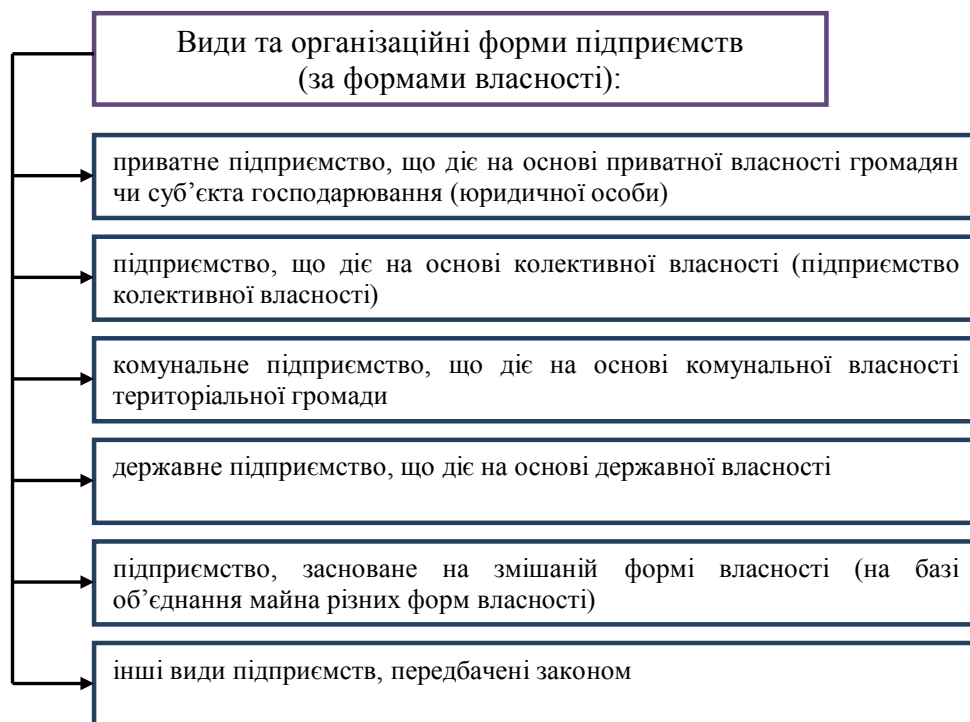 Види та організаційні форми підприємств
(за формами власності):
приватне підприємство, що діє на основі приватної власності громадян
чи суб’єкта господарювання (юридичної особи)
підприємство, що діє на основі колективної власності (підприємство
колективної власності)
комунальне підприємство, що діє на основі комунальної власності
територіальної громади
державне підприємство, що діє на основі державної власності
підприємство, засноване на змішаній формі власності (на базі
об’єднання майна різних форм власності)
інші види підприємств, передбачені законом